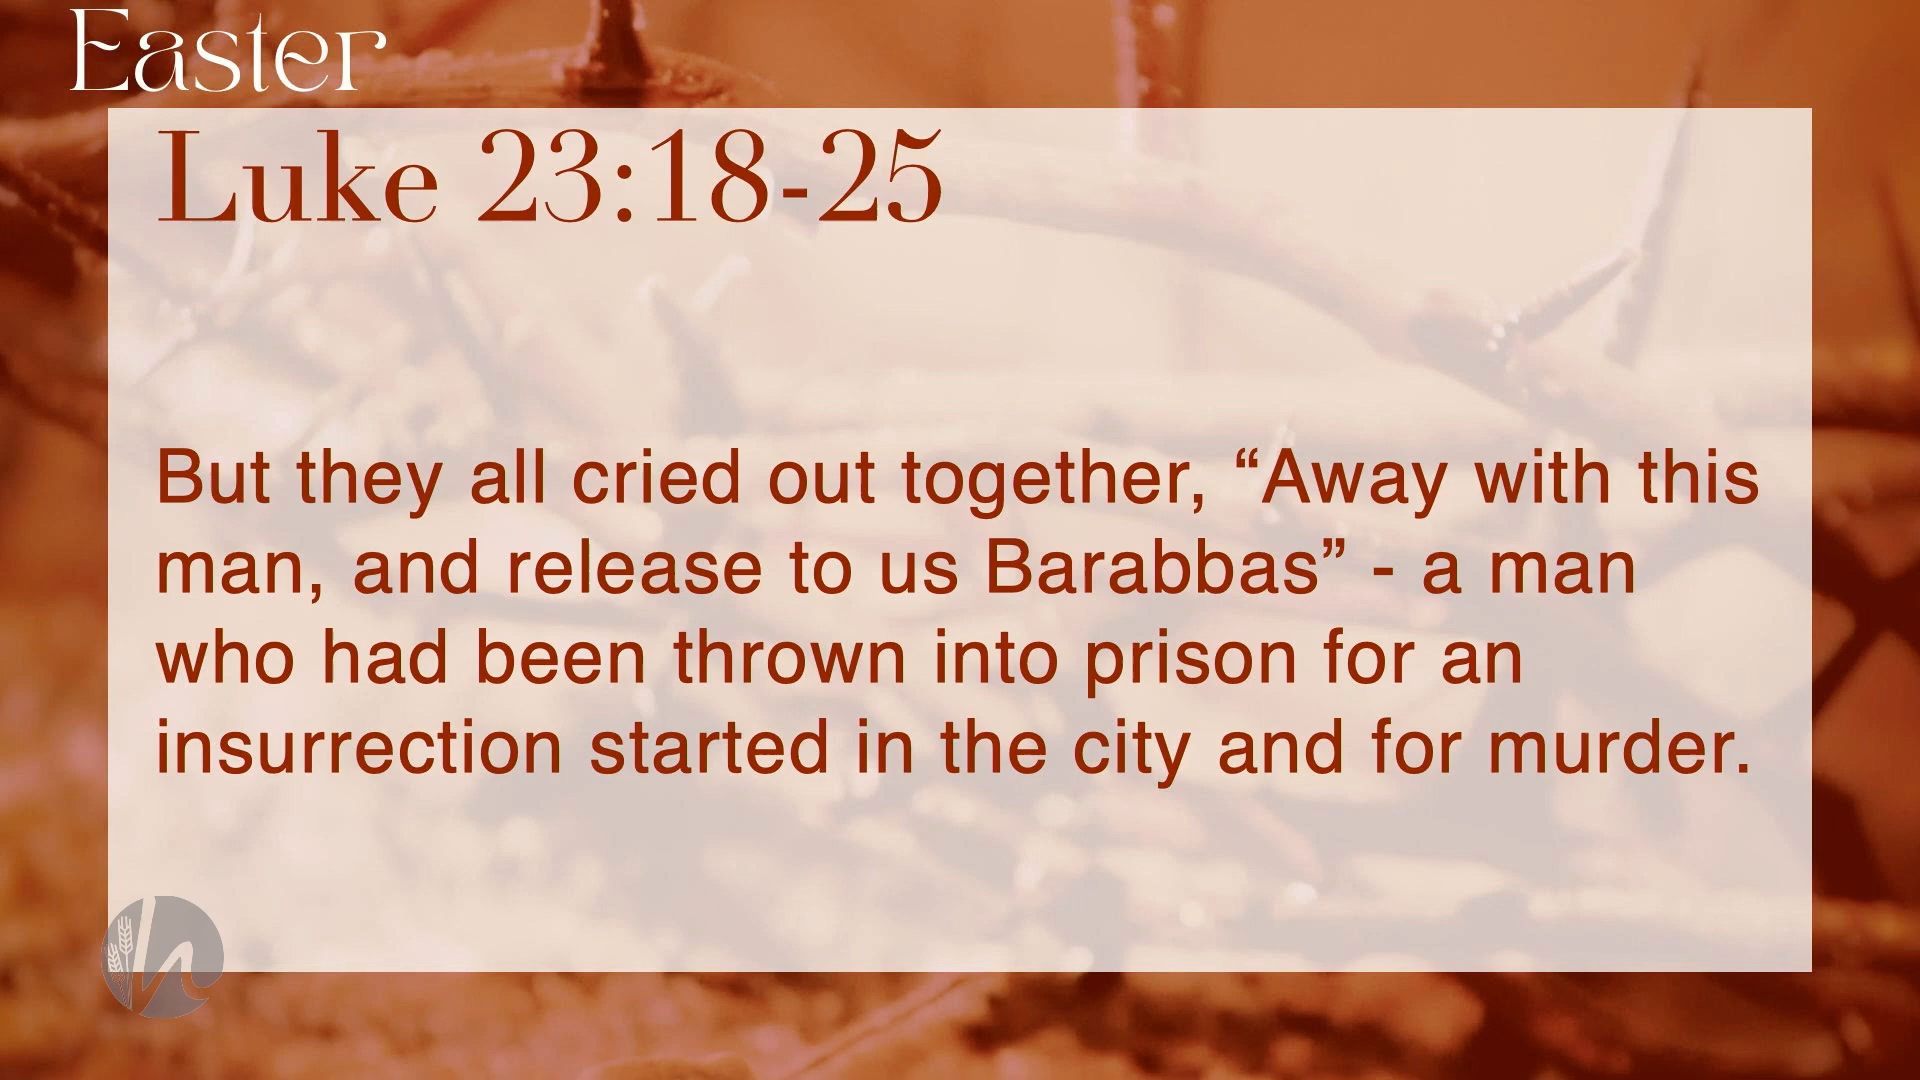 Easter
Luke 23:18-25
But they all cried out together, “Away with this
man, and release to us Barabbas” - a man
who had been thrown into prison for an
insurrection started in the city and for murder.